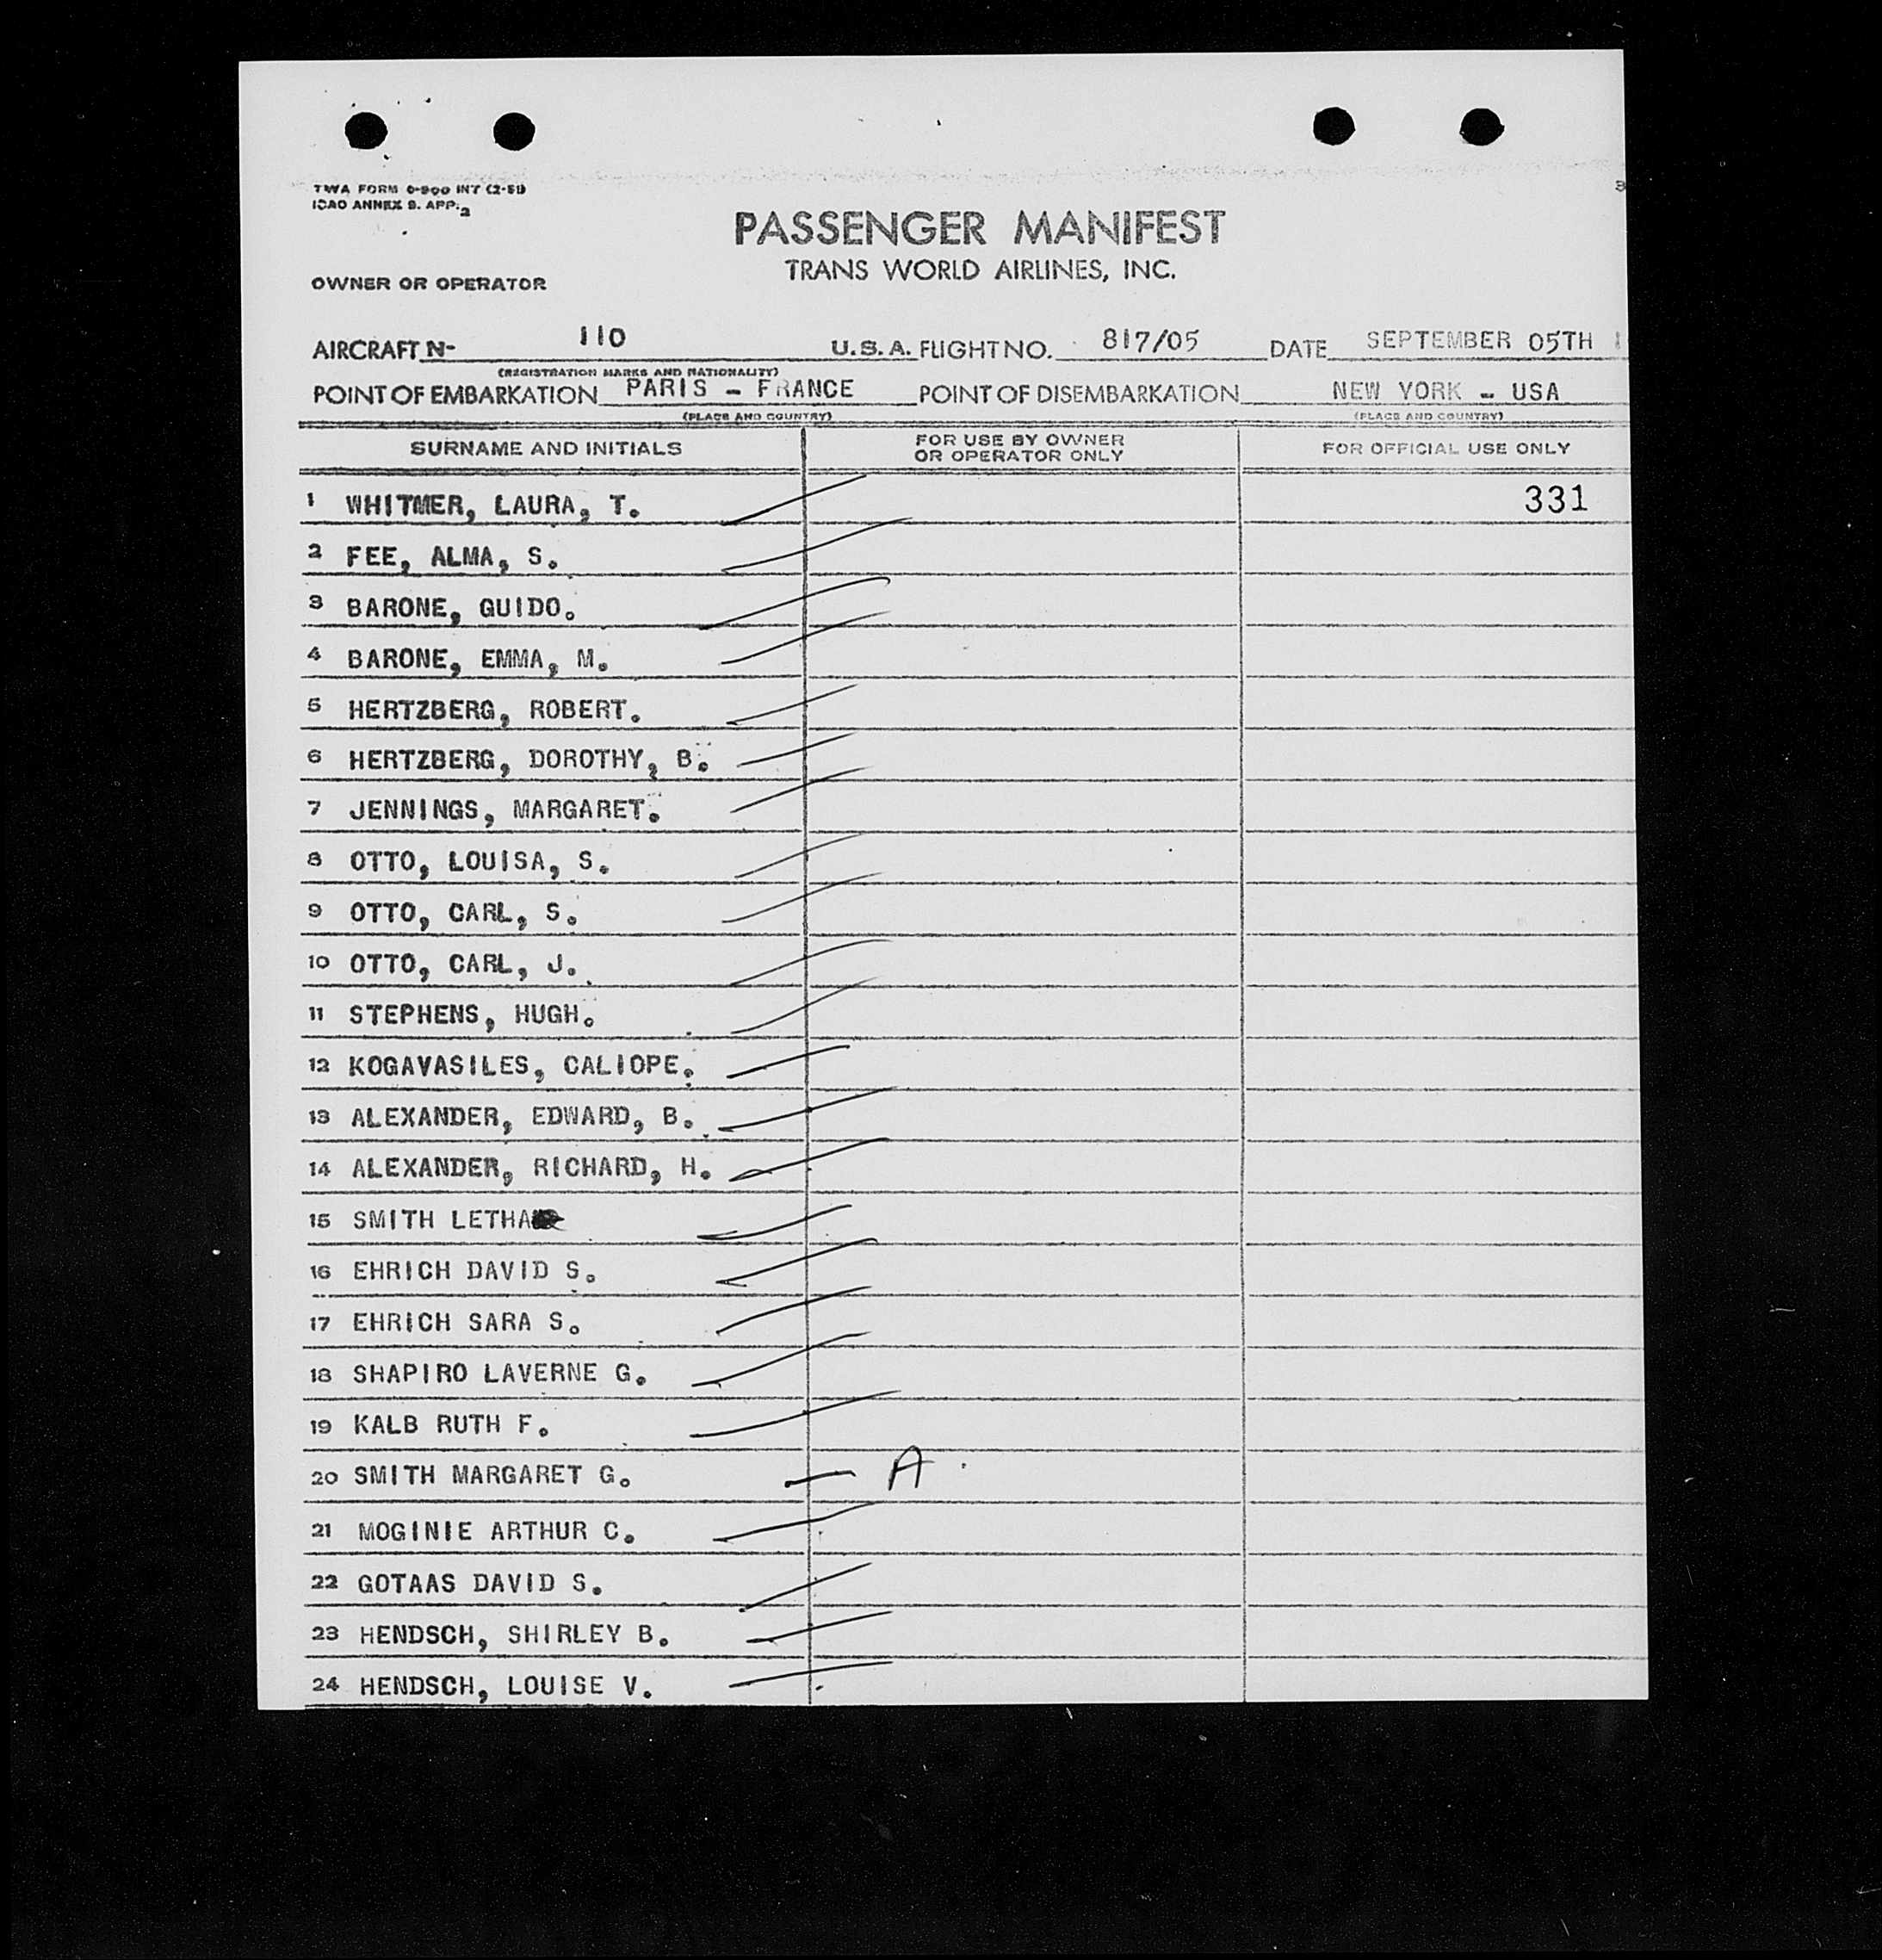 TWA FORM 0-900 INT (2-51)
ICAO ANNEX 9. APP. 2
PASSENGER MANIFEST
TRANS WORLD AIRLINES, INC.
OWNER OR OPERATOR
AIRCRAFT N- 110 U.S.A. FLIGHT NO. 817/05 DATE SEPTEMBER 05TH
(REGISTRATION MARKS AND NATIONALITY)
POINT OF EMBARKATION PARIS - FRANCE POINT OF DISEMBARKATION NEW YORK - USA
(PLACE AND COUNTRY) (PLACE AND COUNTRY)
SURNAME AND INITIALS FOR USE BY OWNER OR OPERATOR ONLY FOR OFFICIAL USE ONLY
1 WHITMER, LAURA, T. 331
2 FEE, ALMA, S.
3 BARONE, GUIDO.
4 BARONE, EMMA, M.
5 HERTZBERG, ROBERT.
6 HERTZBERG, DOROTHY, B.
7 JENNINGS, MARGARET.
8 OTTO, LOUISA, S.
9 OTTO, CARL, S.
10 OTTO, CARL, J.
11 STEPHENS, HUGH.
12 KOGAVASILES, CALIOPE.
13 ALEXANDER, EDWARD, B.
14 ALEXANDER, RICHARD, H.
15 SMITH LETHA
16 EHRICH DAVID S.
17 EHRICH SARA S.
18 SHAPIRO LAVERNE G.
19 KALB RUTH F.
20 SMITH MARGARET G. — A
21 MOGINIE ARTHUR C.
22 GOTAAS DAVID S.
23 HENDSCH, SHIRLEY B.
24 HENDSCH, LOUISE V.